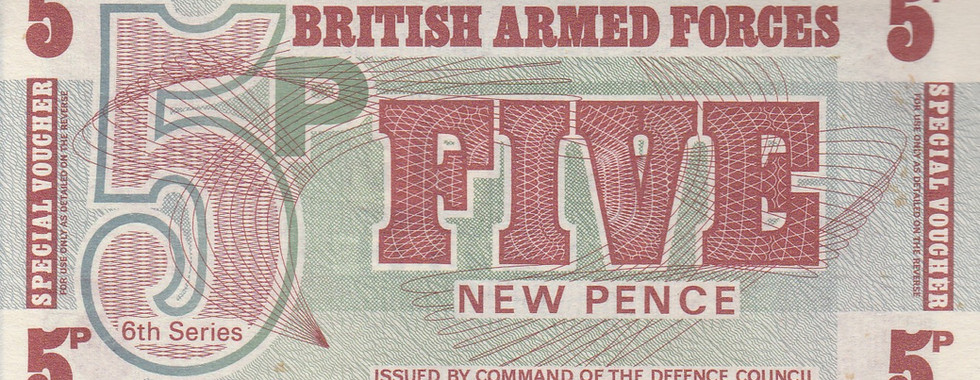 5
BRITISH ARMED FORCES
5
5P
SPECIAL VOUCHER
FOR USE ONLY AS DETAILED ON THE REVERSE
FIVE
NEW PENCE
6th Series
SPECIAL VOUCHER
FOR USE ONLY AS DETAILED ON THE REVERSE
5P
5P
ISSUED BY COMMAND OF THE DEFENCE COUNCIL